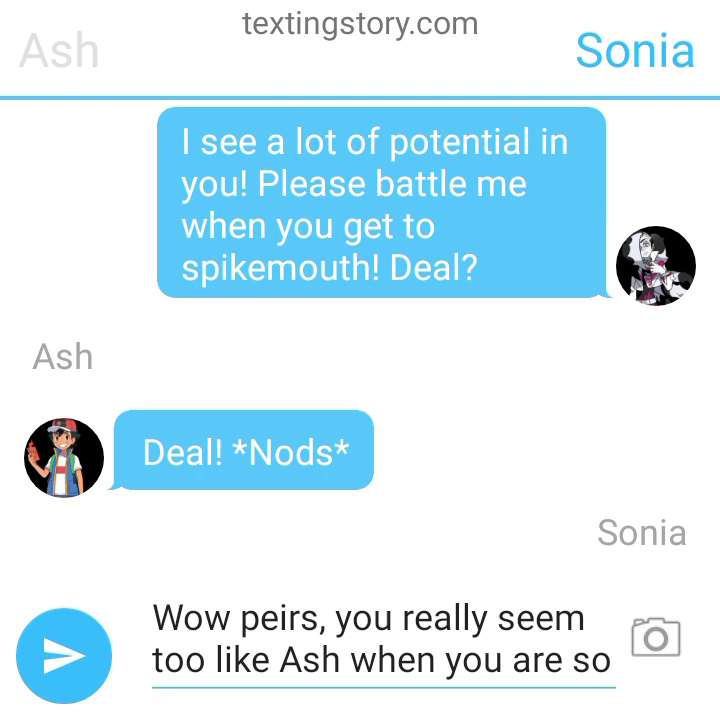 textingstory.com
Ash
Sonia
I see a lot of potential in
you! Please battle me
when you get to
spikemouth! Deal?
Ash
Deal! *Nods*
Sonia
Wow peirs, you really seem
too like Ash when you are so